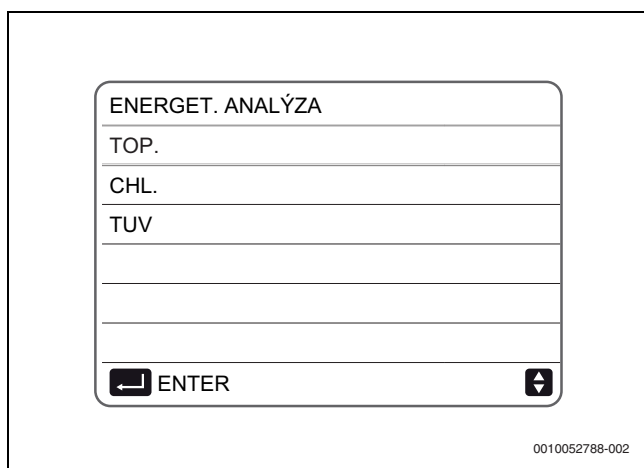 ENERGET. ANALÝZA
TOP.
CHL.
TUV
ENTER
0010052788-002